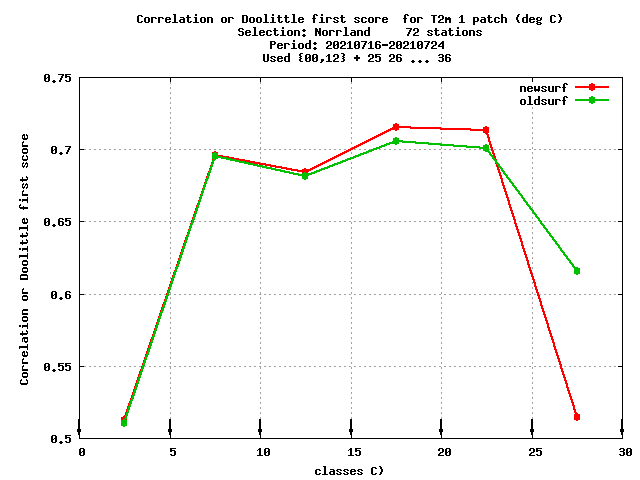 Correlation or Doolittle first score  for T2m 1 patch (deg C)
Selection: Norrland     72 stations
Period: 20210716-20210724
Used {00,12} + 25 26 ... 36
newsurf
oldsurf
Correlation or Doolittle first score
0.75
0.7
0.65
0.6
0.55
0.5
0 5 10 15 20 25 30
classes C)